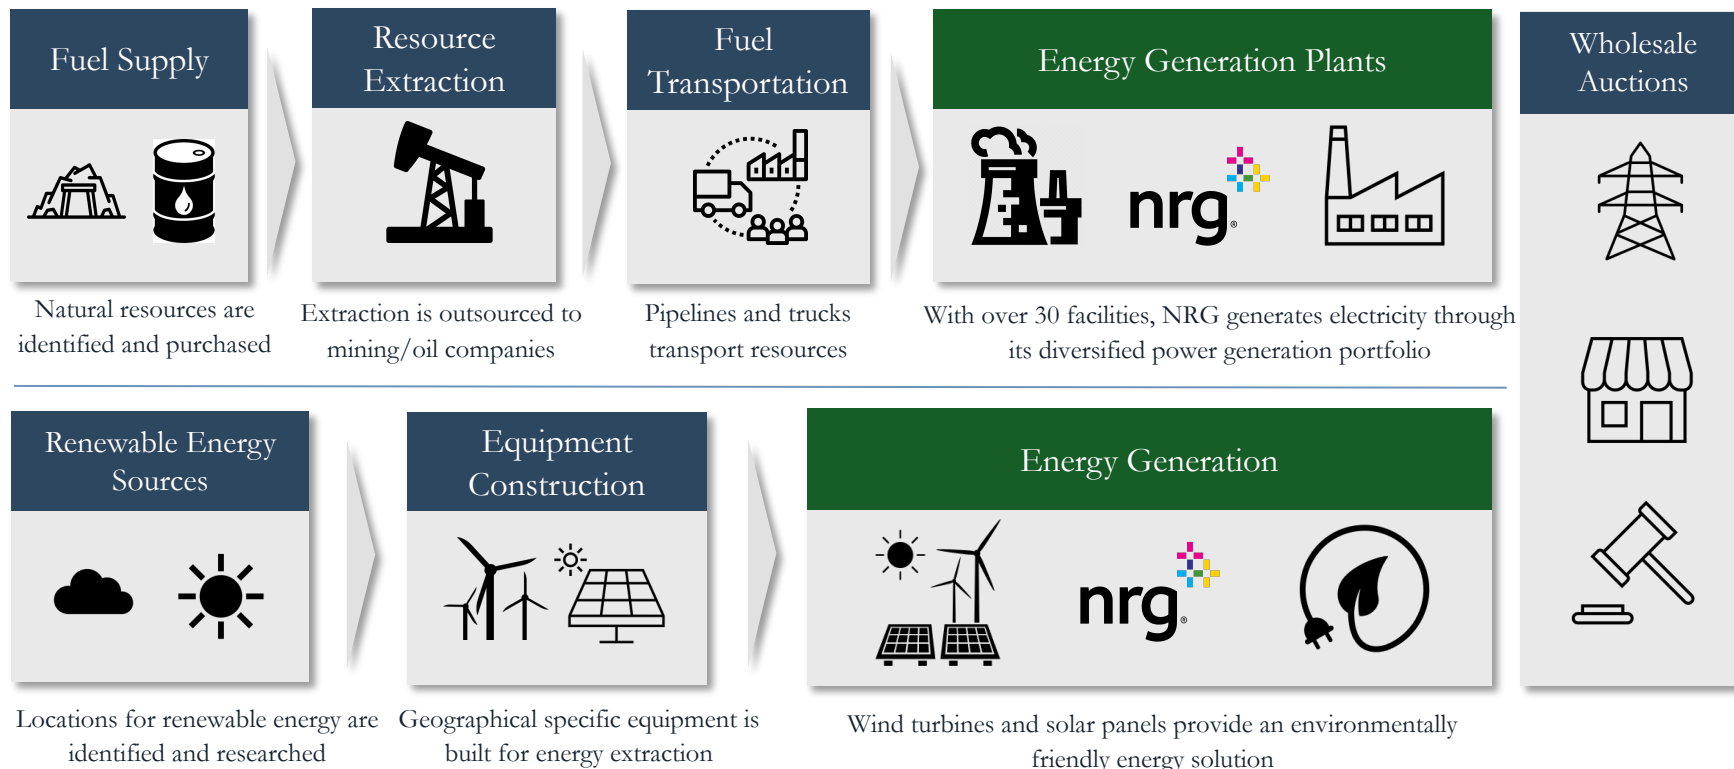 Fuel Supply
Resource
Extraction
Fuel
Transportation
Energy Generation Plants
Wholesale
Auctions
nrg®
Natural resources are
identified and purchased
Extraction is outsourced to
mining/oil companies
Pipelines and trucks
transport resources
With over 30 facilities, NRG generates electricity through
its diversified power generation portfolio
Renewable Energy
Sources
Equipment
Construction
Energy Generation
nrg®
Locations for renewable energy are
identified and researched
Geographical specific equipment is
built for energy extraction
Wind turbines and solar panels provide an environmentally
friendly energy solution